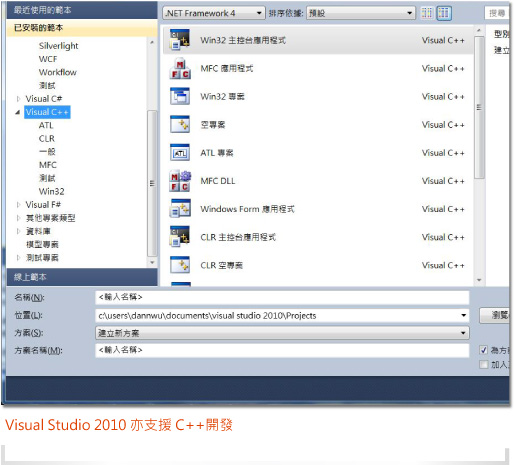 最近使用的範本
已安裝的範本
Silverlight
WCF
Workflow
測試
Visual C#
Visual C++
ATL
CLR
一般
MFC
測試
Win32
Visual F#
其他專案類型
資料庫
模型專案
測試專案
線上範本
.NET Framework 4 排序依據: 預設
搜尋
Win32 主控台應用程式 Visual C++
MFC 應用程式 Visual C++
Win32 專案 Visual C++
空專案 Visual C++
ATL 專案 Visual C++
MFC DLL Visual C++
Windows Form 應用程式 Visual C++
CLR 主控台應用程式 Visual C++
CLR 空專案 Visual C++
型別
建立
名稱(N): <輸入名稱>
位置(L): c:\users\dannwu\documents\visual studio 2010\Projects
瀏覽
方案(S): 建立新方案
方案名稱(M): <輸入名稱>
為方
加入
Visual Studio 2010 亦支援 C++開發